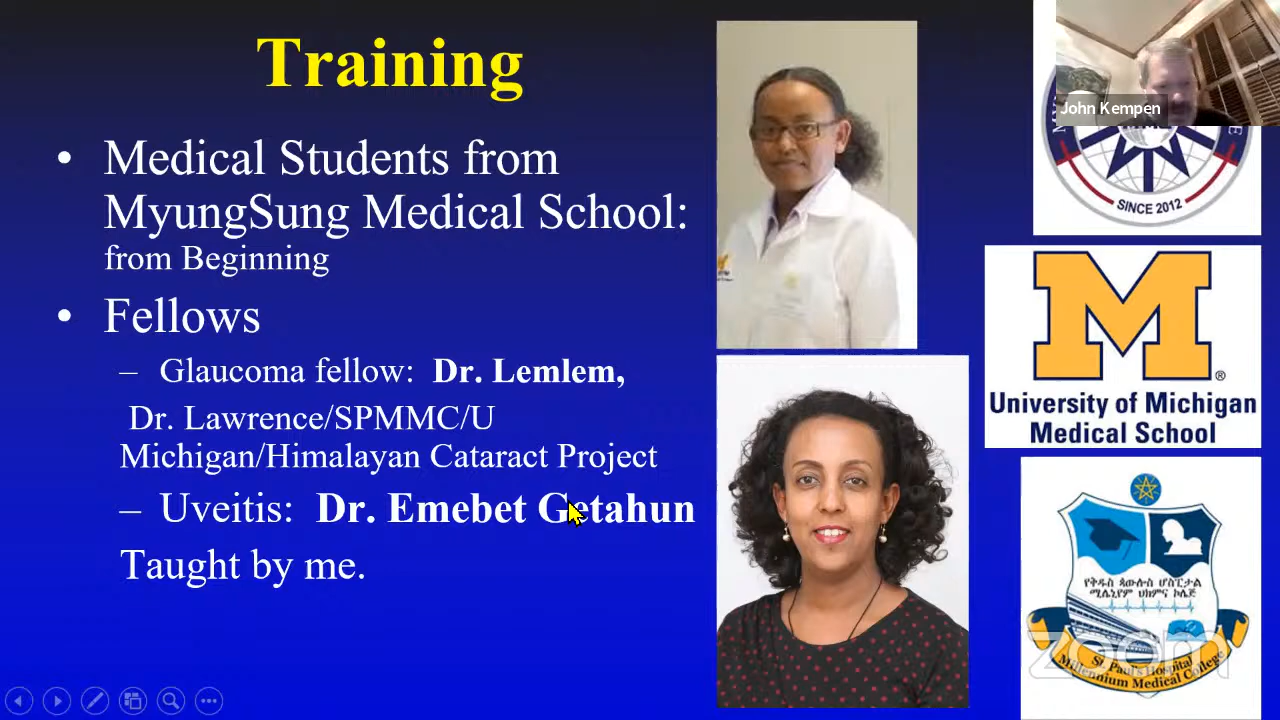 Training
• Medical Students from
MyungSung Medical School:
from Beginning
• Fellows
– Glaucoma fellow: Dr. Lemlem,
Dr. Lawrence/SPMMC/U
Michigan/Himalayan Cataract Project
– Uveitis: Dr. Emebet Getahun
Taught by me.
John Kempen
SINCE 2012
M
®
University of Michigan
Medical School
የቅዱስ ጳውሎስ ሆስፒታል
ሚሊኒየም ህክምና ኮሌጅ
St. Paul's Hospital
Millennium Medical College
zoom